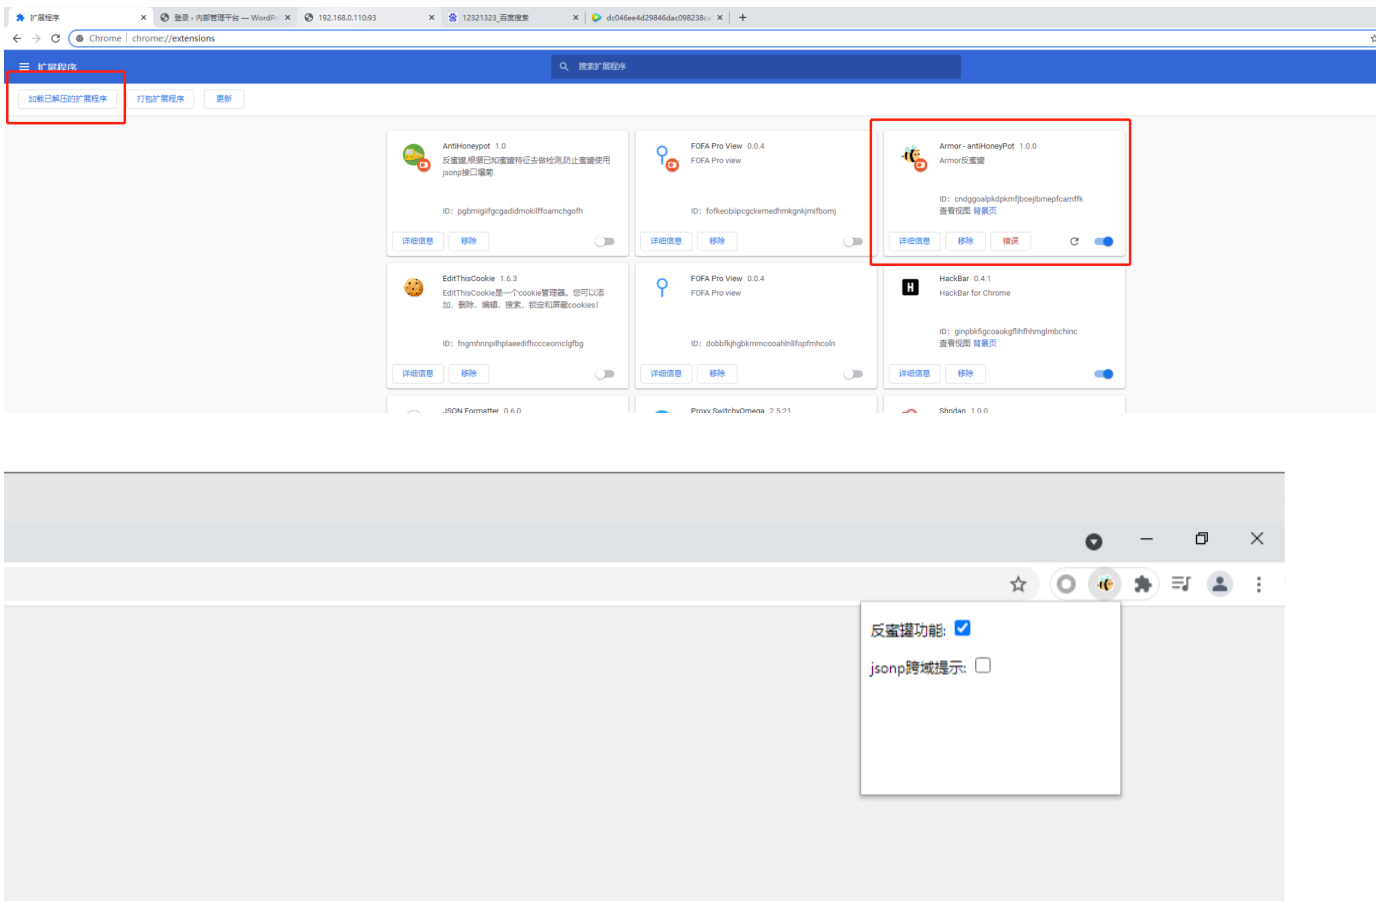 扩展程序
登录 ‹ 内部管理平台 — WordPr
192.168.0.110:93
12321323_百度搜索
dc046ee4d29846dac098238c
Chrome | chrome://extensions
扩展程序
搜索扩展程序
加载已解压的扩展程序 打包扩展程序 更新
AntiHoneypot 1.0
反蜜罐,根据已知蜜罐特征去做检测,防止蜜罐使用
jsonp接口爆菊.
ID: pgbmigiifgcgadidmokilffoamchgofh
详细信息 移除
FOFA Pro View 0.0.4
FOFA Pro view
ID: fofkeobiipcgckemedhmkgnkjmifbomj
详细信息 移除
Armor - antiHoneyPot 1.0.0
Armor反蜜罐
ID: cndggoalpkdpkmfjboejibmepfcamffk
查看视图 背景页
详细信息 移除 错误
EditThisCookie 1.6.3
EditThisCookie是一个cookie管理器。您可以添
加，删除，编辑，搜索，锁定和屏蔽cookies！
ID: fngmhnnpilhplaeedifhccceomclgfbg
详细信息 移除
FOFA Pro View 0.0.4
FOFA Pro view
ID: dobbfkjhgbkmmcooahlnllfopfmhcoln
详细信息 移除
HackBar 0.4.1
HackBar for Chrome
ID: ginpbkfigcoaokgflihfhhmglmbchinc
查看视图 背景页
详细信息 移除
JSON Formatter 0.6.0
Proxy SwitchyOmega 2.5.21
Shodan 1.0.0
反蜜罐功能:
jsonp跨域提示: